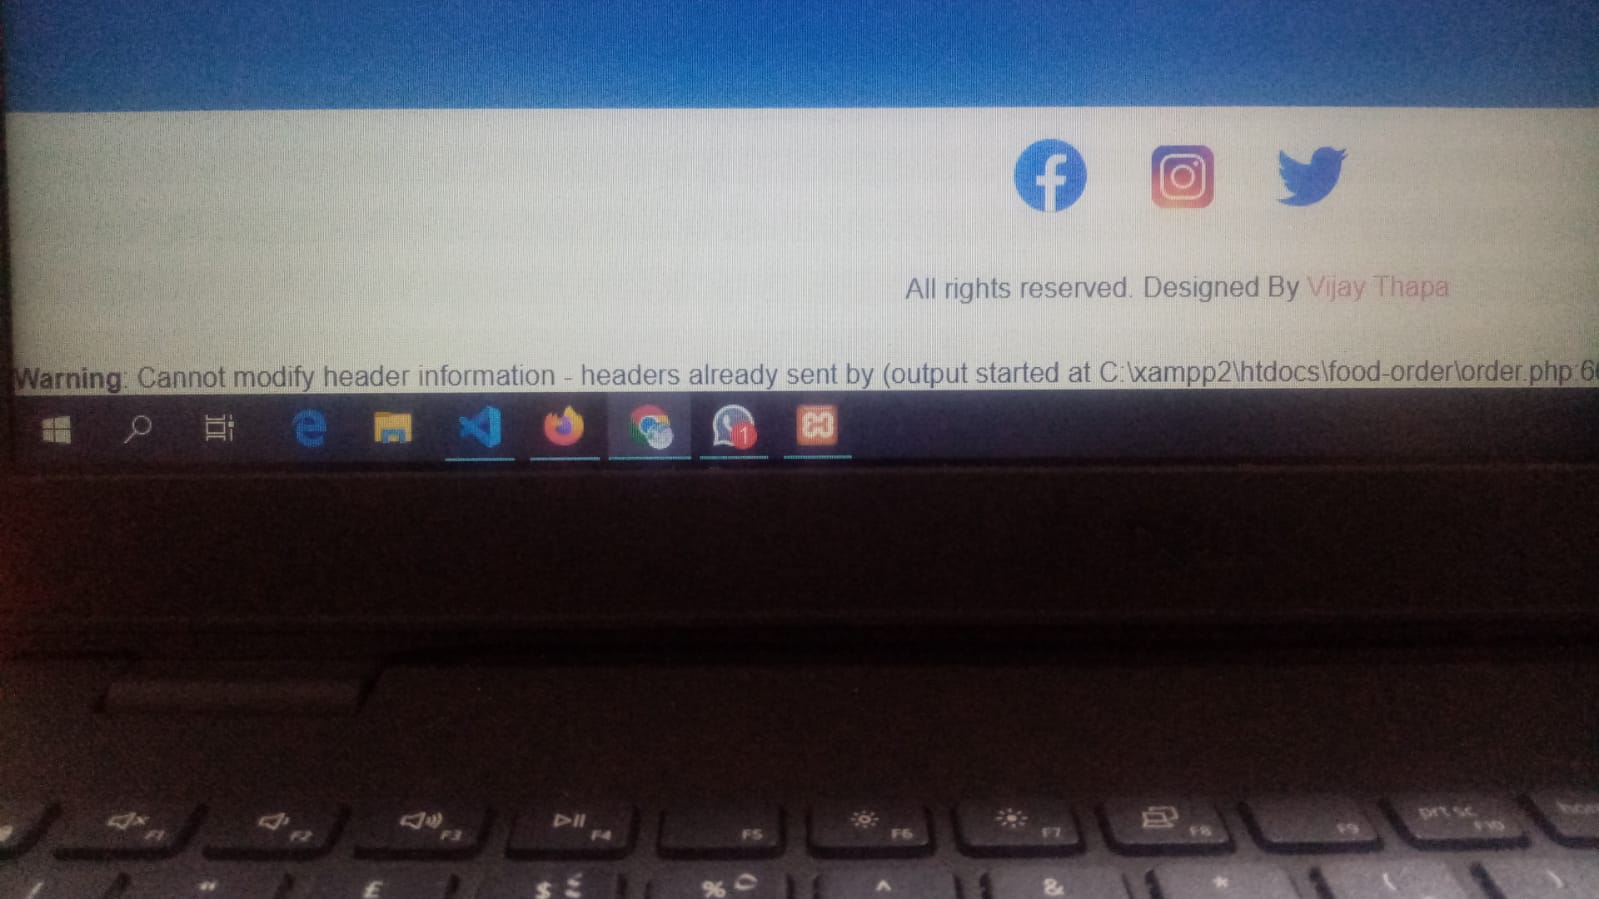 All rights reserved. Designed By Vijay Thapa
Warning: Cannot modify header information - headers already sent by (output started at C:\xampp2\htdocs\food-order\order.php:6
1
F1 F2 F3 F4 F5 F6 F7 F8 F9 prt sc F10
/ " £ $ € % ^ & * ( )